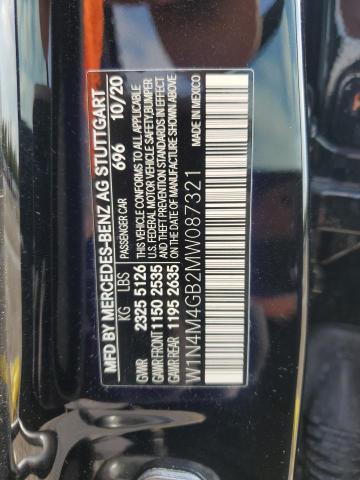 MFD BY MERCEDES-BENZ AG STUTTGART
PASSENGER CAR 696 10/20
KG LBS
GVWR 2325 5126
GAWR FRONT 1150 2535
GAWR REAR 1195 2635
THIS VEHICLE CONFORMS TO ALL APPLICABLE
U.S. FEDERAL MOTOR VEHICLE SAFETY,BUMPER
AND THEFT PREVENTION STANDARDS IN EFFECT
ON THE DATE OF MANUFACTURE SHOWN ABOVE
MADE IN MEXICO
W1N4M4GB2MW087321